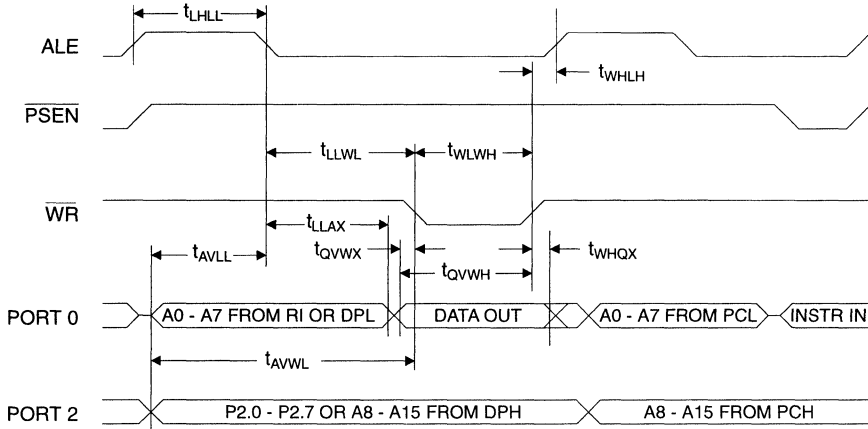 tLHLL
ALE
tWHLH
PSEN
tLLWL
tWLWH
WR
tLLAX
tAVLL
tQVWX
tWHQX
tQVWH
PORT 0
A0 - A7 FROM RI OR DPL
DATA OUT
A0 - A7 FROM PCL
INSTR IN
tAVWL
PORT 2
P2.0 - P2.7 OR A8 - A15 FROM DPH
A8 - A15 FROM PCH